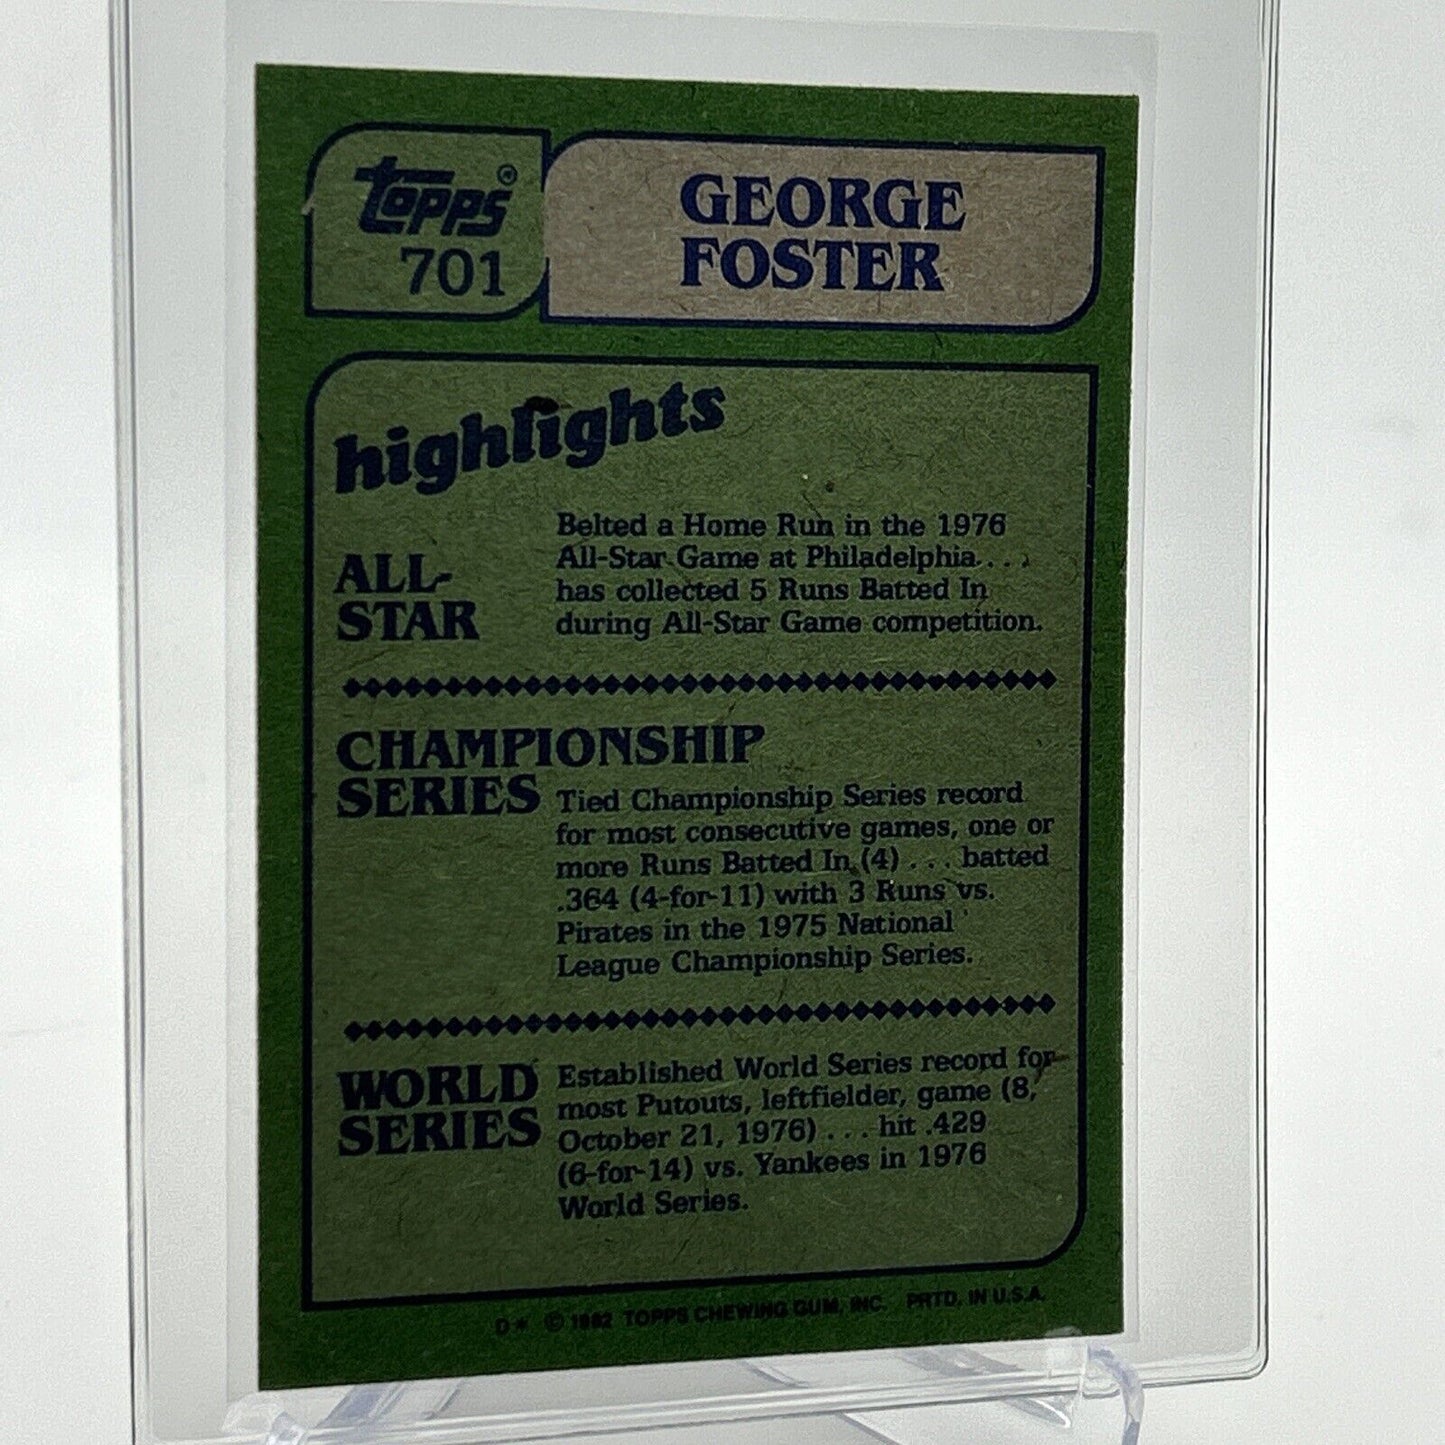 topps®
701
GEORGE
FOSTER
highlights
ALL-
STAR
Belted a Home Run in the 1976
All-Star Game at Philadelphia . . .
has collected 5 Runs Batted In
during All-Star Game competition.
CHAMPIONSHIP
SERIES
Tied Championship Series record
for most consecutive games, one or
more Runs Batted In (4) . . . batted
.364 (4-for-11) with 3 Runs vs.
Pirates in the 1975 National
League Championship Series.
WORLD
SERIES
Established World Series record for
most Putouts, leftfielder, game (8,
October 21, 1976) . . . hit .429
(6-for-14) vs. Yankees in 1976
World Series.
D* © 1982 TOPPS CHEWING GUM, INC. PRTD. IN U.S.A.